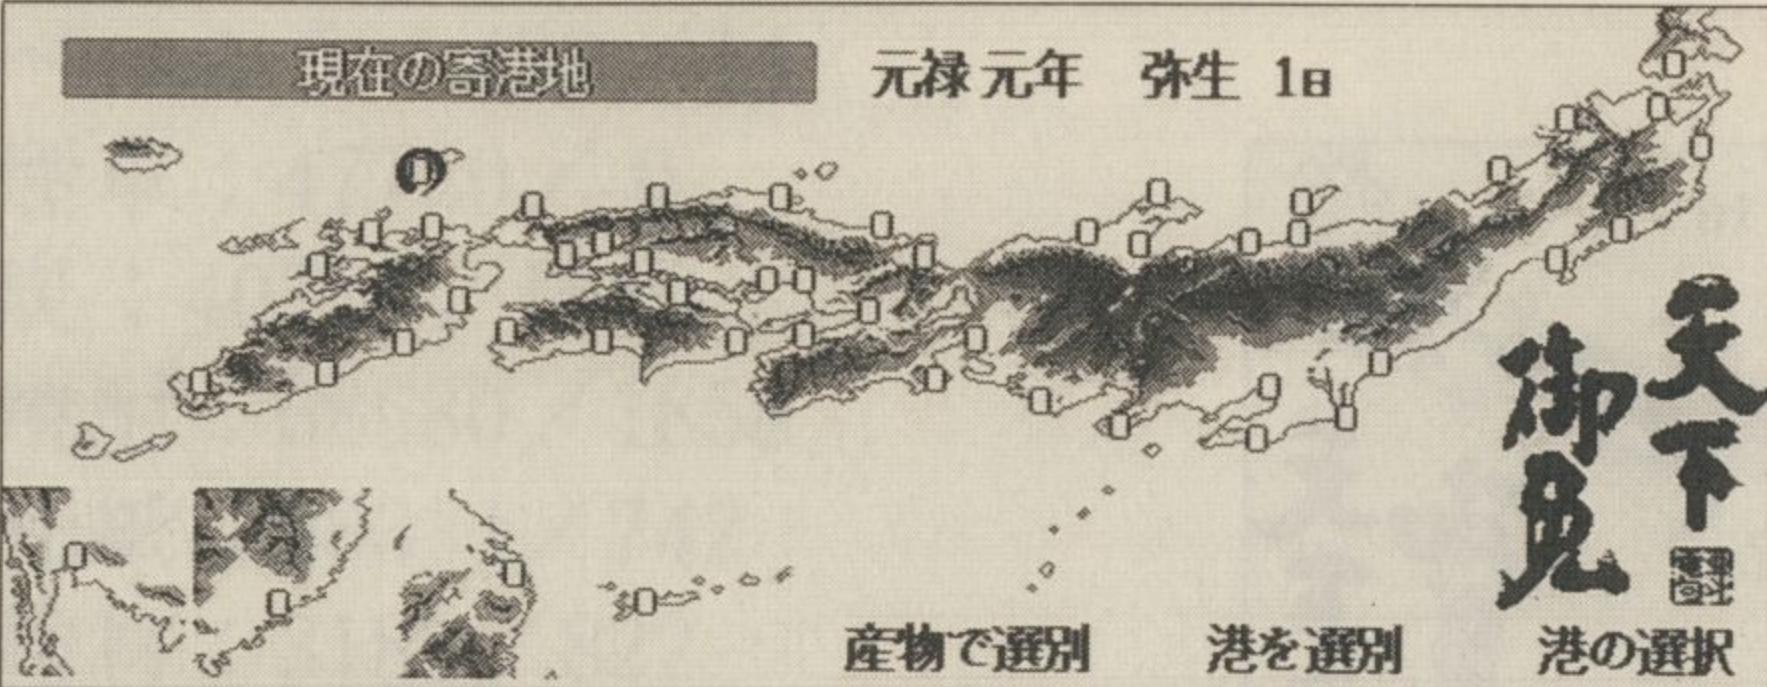 現在の寄港地
元禄元年 弥生 1日
天下
御免
産物で選別
港を選別
港の選択